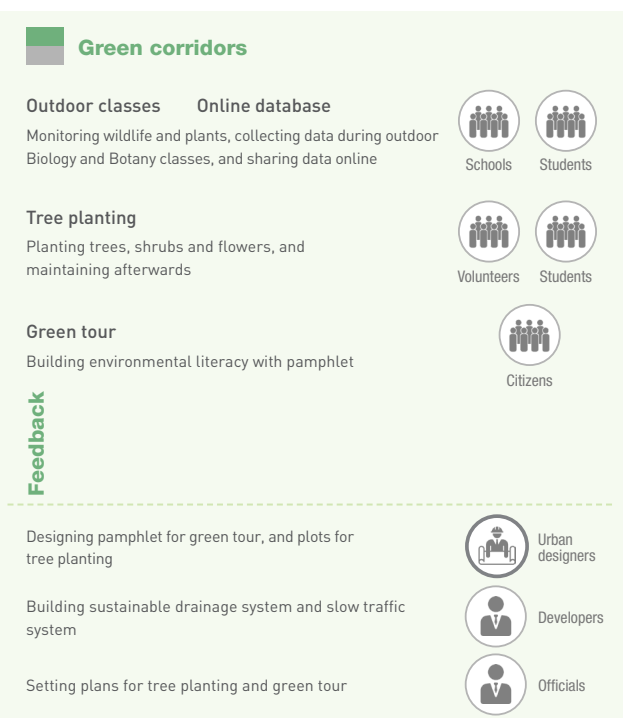 Green corridors
Outdoor classes Online database
Monitoring wildlife and plants, collecting data during outdoor
Biology and Botany classes, and sharing data online
Schools Students
Tree planting
Planting trees, shrubs and flowers, and
maintaining afterwards
Volunteers Students
Green tour
Building environmental literacy with pamphlet
Citizens
Feedback
Designing pamphlet for green tour, and plots for
tree planting
Urban
designers
Building sustainable drainage system and slow traffic
system
Developers
Setting plans for tree planting and green tour
Officials